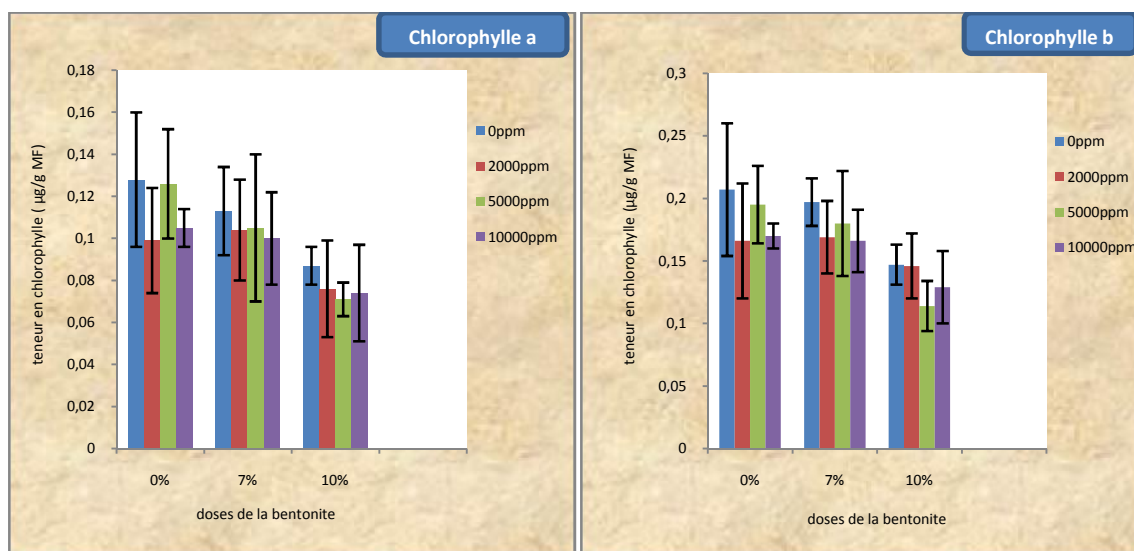 Chlorophylle a
teneur en chlorophylle ( µg/g MF)
0,18
0,16
0,14
0,12
0,1
0,08
0,06
0,04
0,02
0
0%
7%
10%
doses de la bentonite
0ppm
2000ppm
5000ppm
10000ppm
Chlorophylle b
teneur en chlorophylle (µg/g MF)
0,3
0,25
0,2
0,15
0,1
0,05
0
0%
7%
10%
doses de la bentonite
0ppm
2000ppm
5000ppm
10000ppm